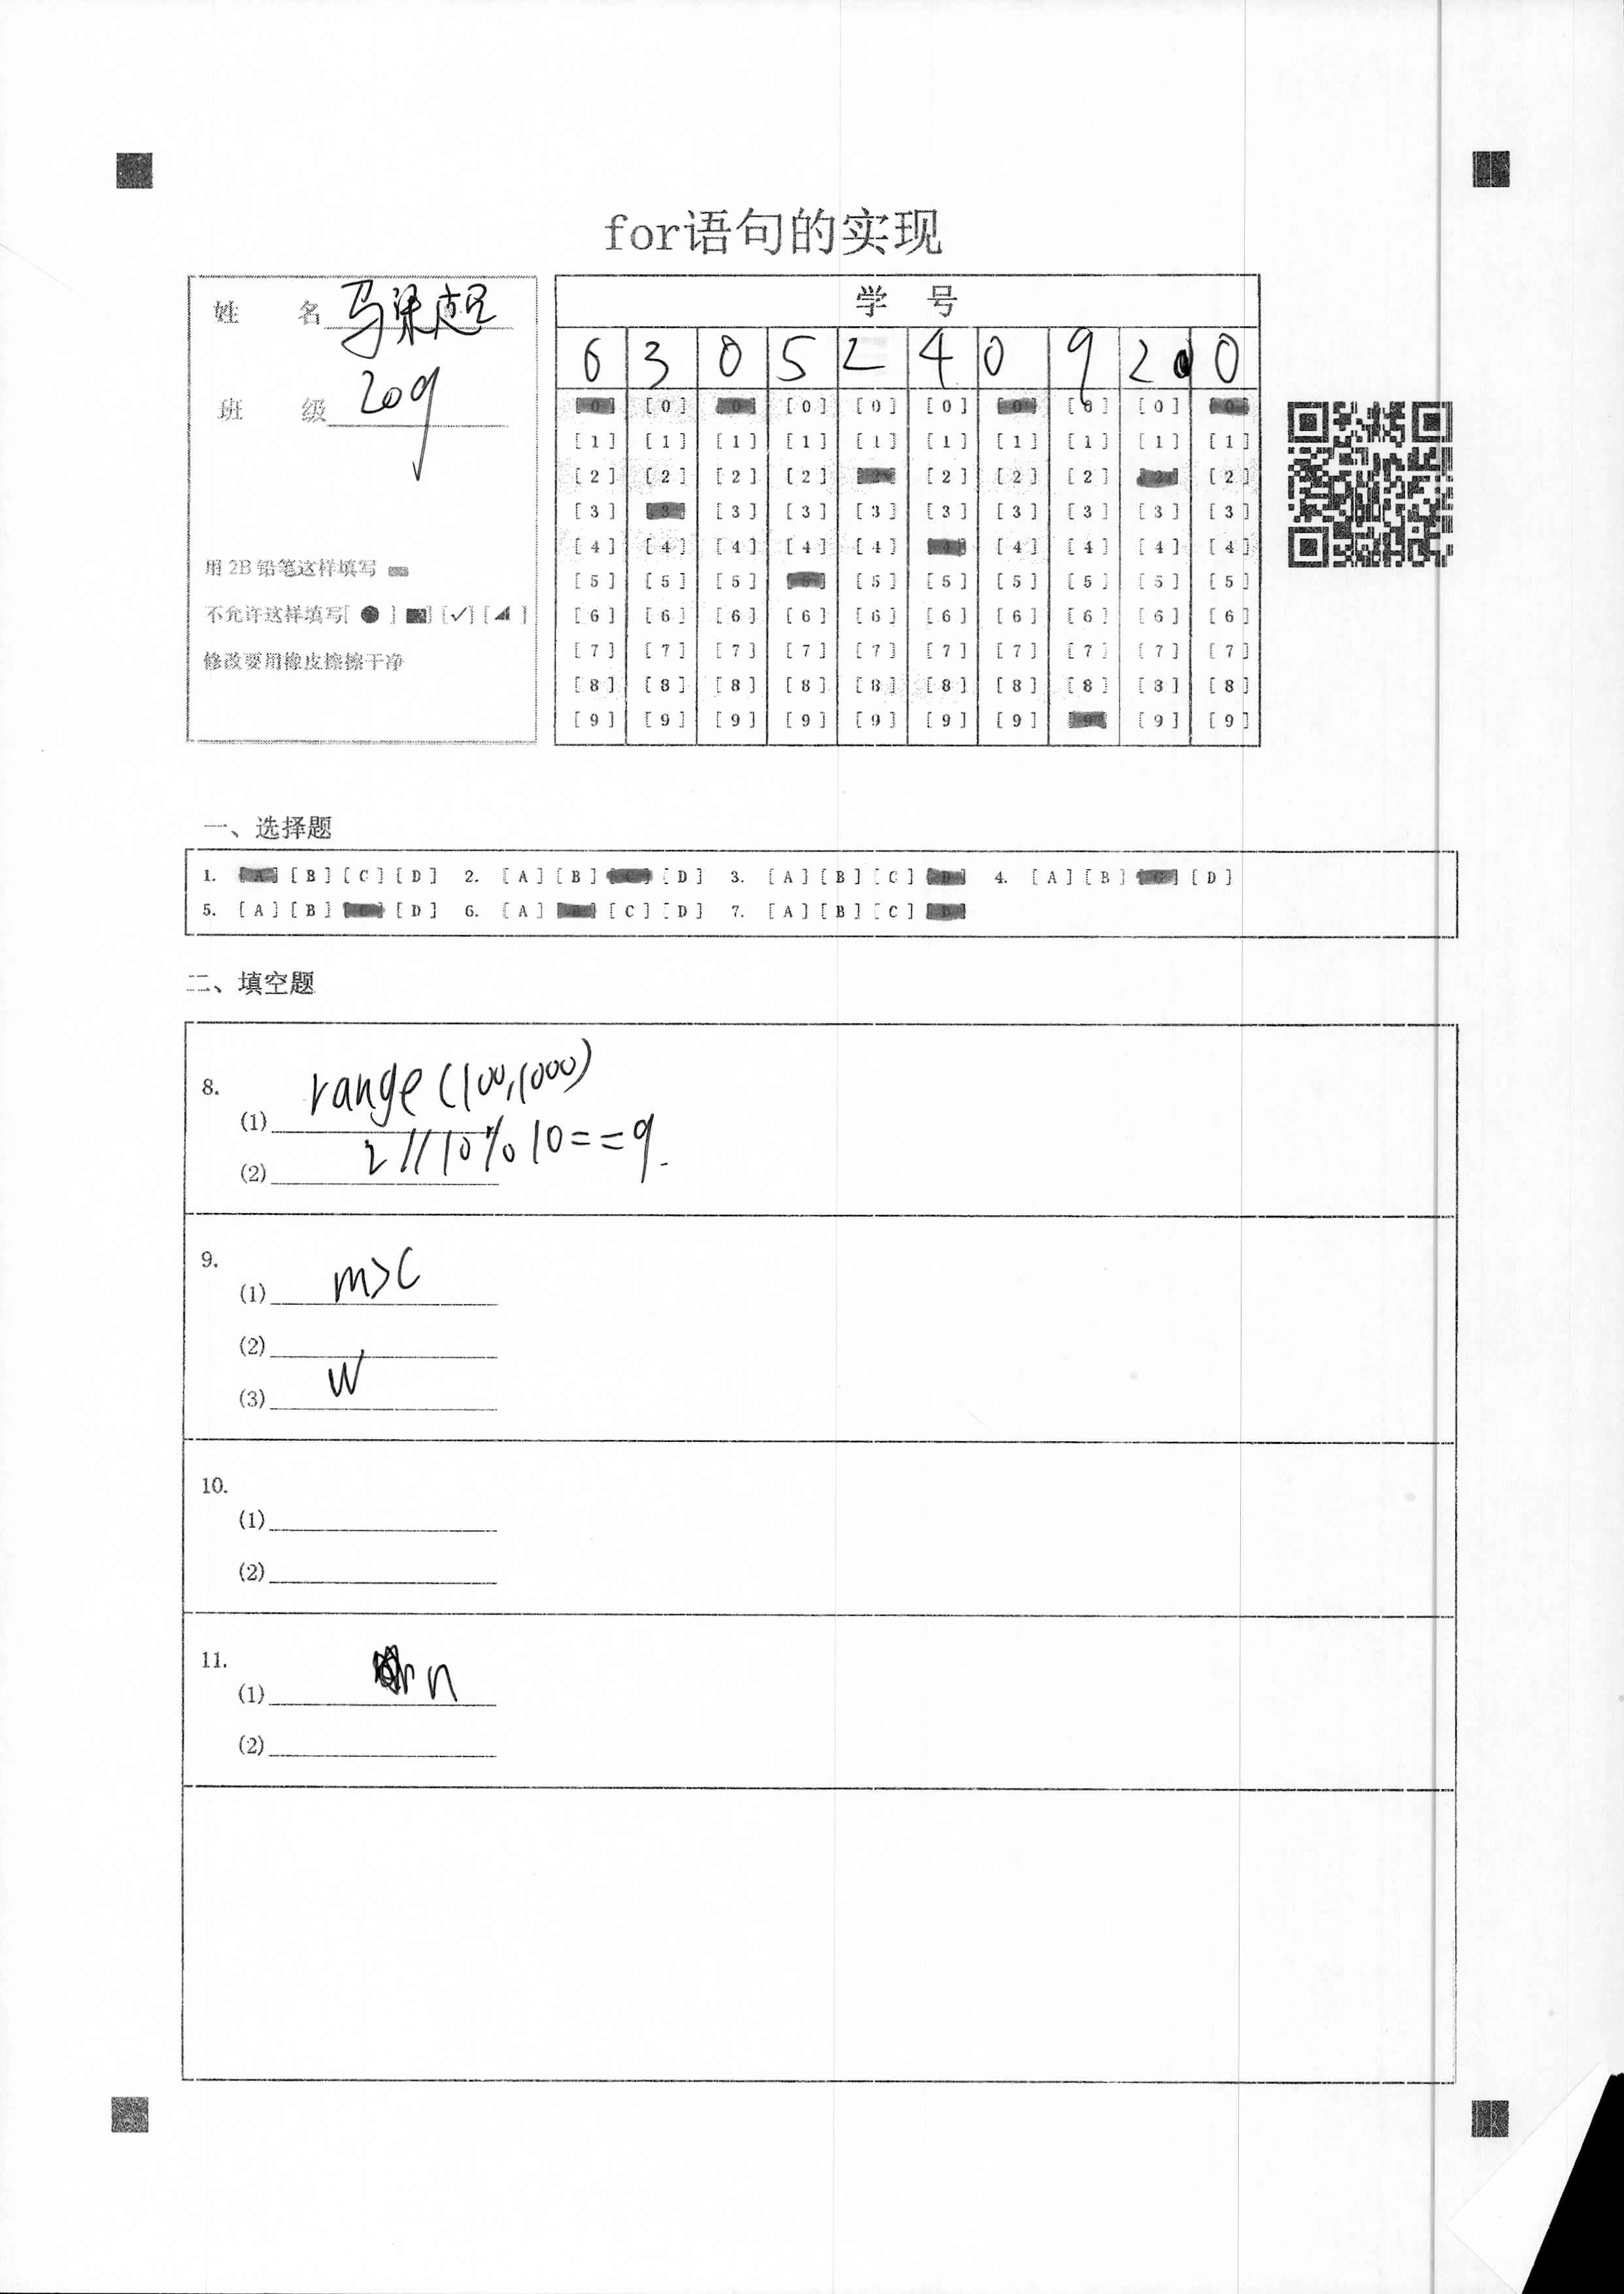 for语句的实现
姓 名 马梁超
班 级 209
用 2B 铅笔这样填写
不允许这样填写[ ● ] [■] [✓] [◢ ]
修改要用橡皮擦擦干净
学 号
6 3 0 5 2 4 0 9 2 0
[0] [0] [0] [0] [0] [0] [0] [0] [0] [0]
[1] [1] [1] [1] [1] [1] [1] [1] [1] [1]
[2] [2] [2] [2] [2] [2] [2] [2] [2] [2]
[3] [3] [3] [3] [3] [3] [3] [3] [3] [3]
[4] [4] [4] [4] [4] [4] [4] [4] [4] [4]
[5] [5] [5] [5] [5] [5] [5] [5] [5] [5]
[6] [6] [6] [6] [6] [6] [6] [6] [6] [6]
[7] [7] [7] [7] [7] [7] [7] [7] [7] [7]
[8] [8] [8] [8] [8] [8] [8] [8] [8] [8]
[9] [9] [9] [9] [9] [9] [9] [9] [9] [9]
一、选择题
1. [A] [B] [C] [D] 2. [A] [B] [C] [D] 3. [A] [B] [C] [D] 4. [A] [B] [C] [D]
5. [A] [B] [C] [D] 6. [A] [B] [C] [D] 7. [A] [B] [C] [D]
二、填空题
8.
(1) range(100,1000)
(2) 2//10%10==9.
9.
(1) m>c
(2)
(3) w
10.
(1)
(2)
11.
(1) n
(2)